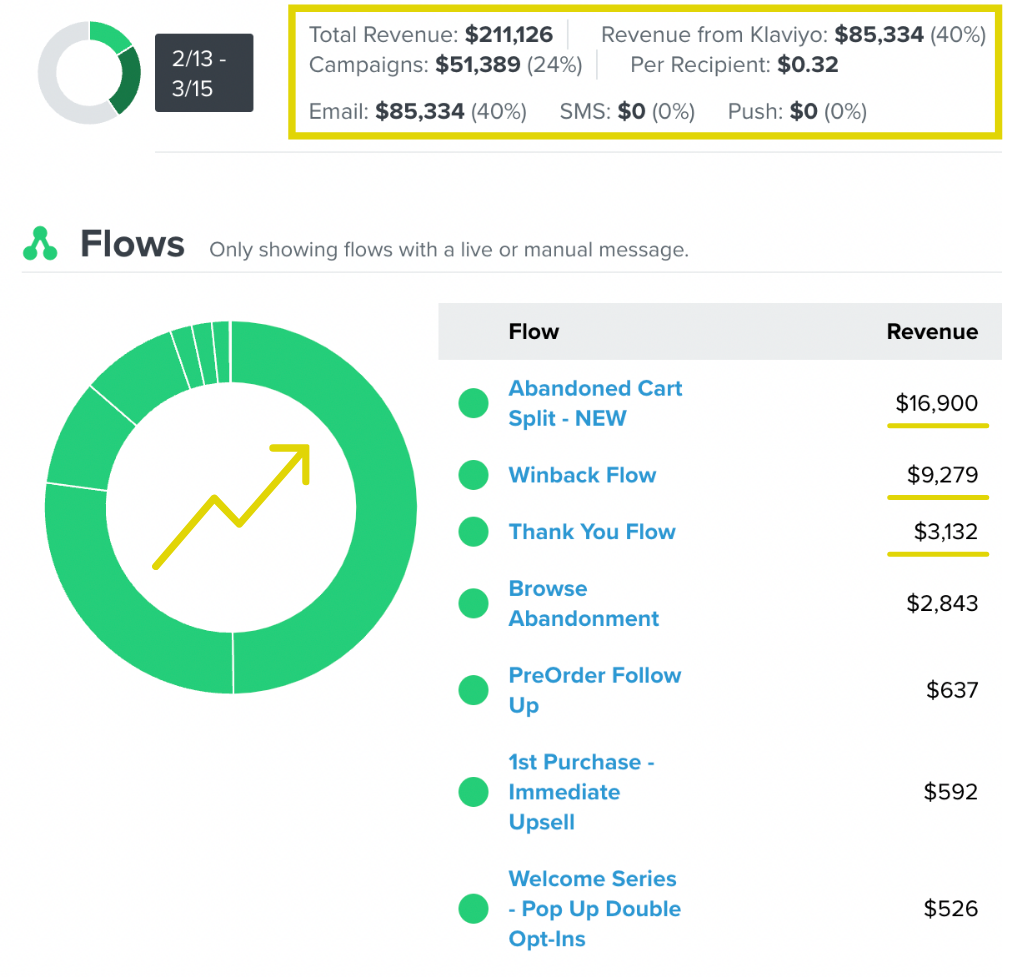 2/13 -
3/15
Total Revenue: $211,126 Revenue from Klaviyo: $85,334 (40%)
Campaigns: $51,389 (24%) Per Recipient: $0.32
Email: $85,334 (40%) SMS: $0 (0%) Push: $0 (0%)
Flows Only showing flows with a live or manual message.
Flow Revenue
Abandoned Cart
Split - NEW
$16,900
Winback Flow $9,279
Thank You Flow $3,132
Browse
Abandonment
$2,843
PreOrder Follow
Up
$637
1st Purchase -
Immediate
Upsell
$592
Welcome Series
- Pop Up Double
Opt-Ins
$526